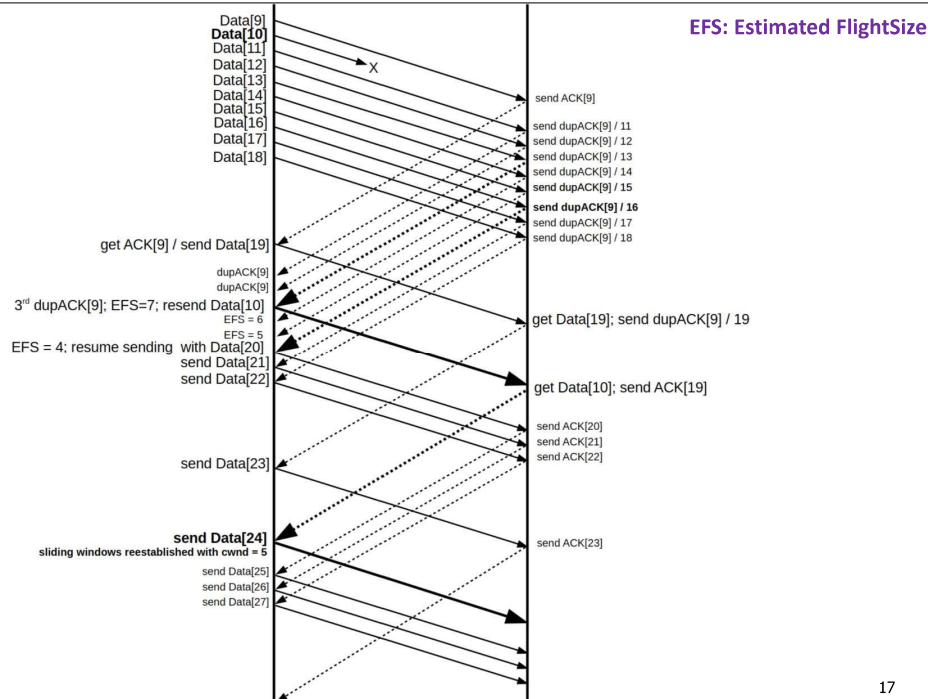 EFS: Estimated FlightSize
Data[9]
Data[10]
Data[11]
Data[12]
Data[13]
Data[14]
Data[15]
Data[16]
Data[17]
Data[18]
X
send ACK[9]
send dupACK[9] / 11
send dupACK[9] / 12
send dupACK[9] / 13
send dupACK[9] / 14
send dupACK[9] / 15
send dupACK[9] / 16
send dupACK[9] / 17
send dupACK[9] / 18
get ACK[9] / send Data[19]
dupACK[9]
dupACK[9]
3rd dupACK[9]; EFS=7; resend Data[10]
EFS = 6
EFS = 5
EFS = 4; resume sending with Data[20]
send Data[21]
send Data[22]
get Data[19]; send dupACK[9] / 19
get Data[10]; send ACK[19]
send ACK[20]
send ACK[21]
send ACK[22]
send Data[23]
send Data[24]
sliding windows reestablished with cwnd = 5
send ACK[23]
send Data[25]
send Data[26]
send Data[27]
17